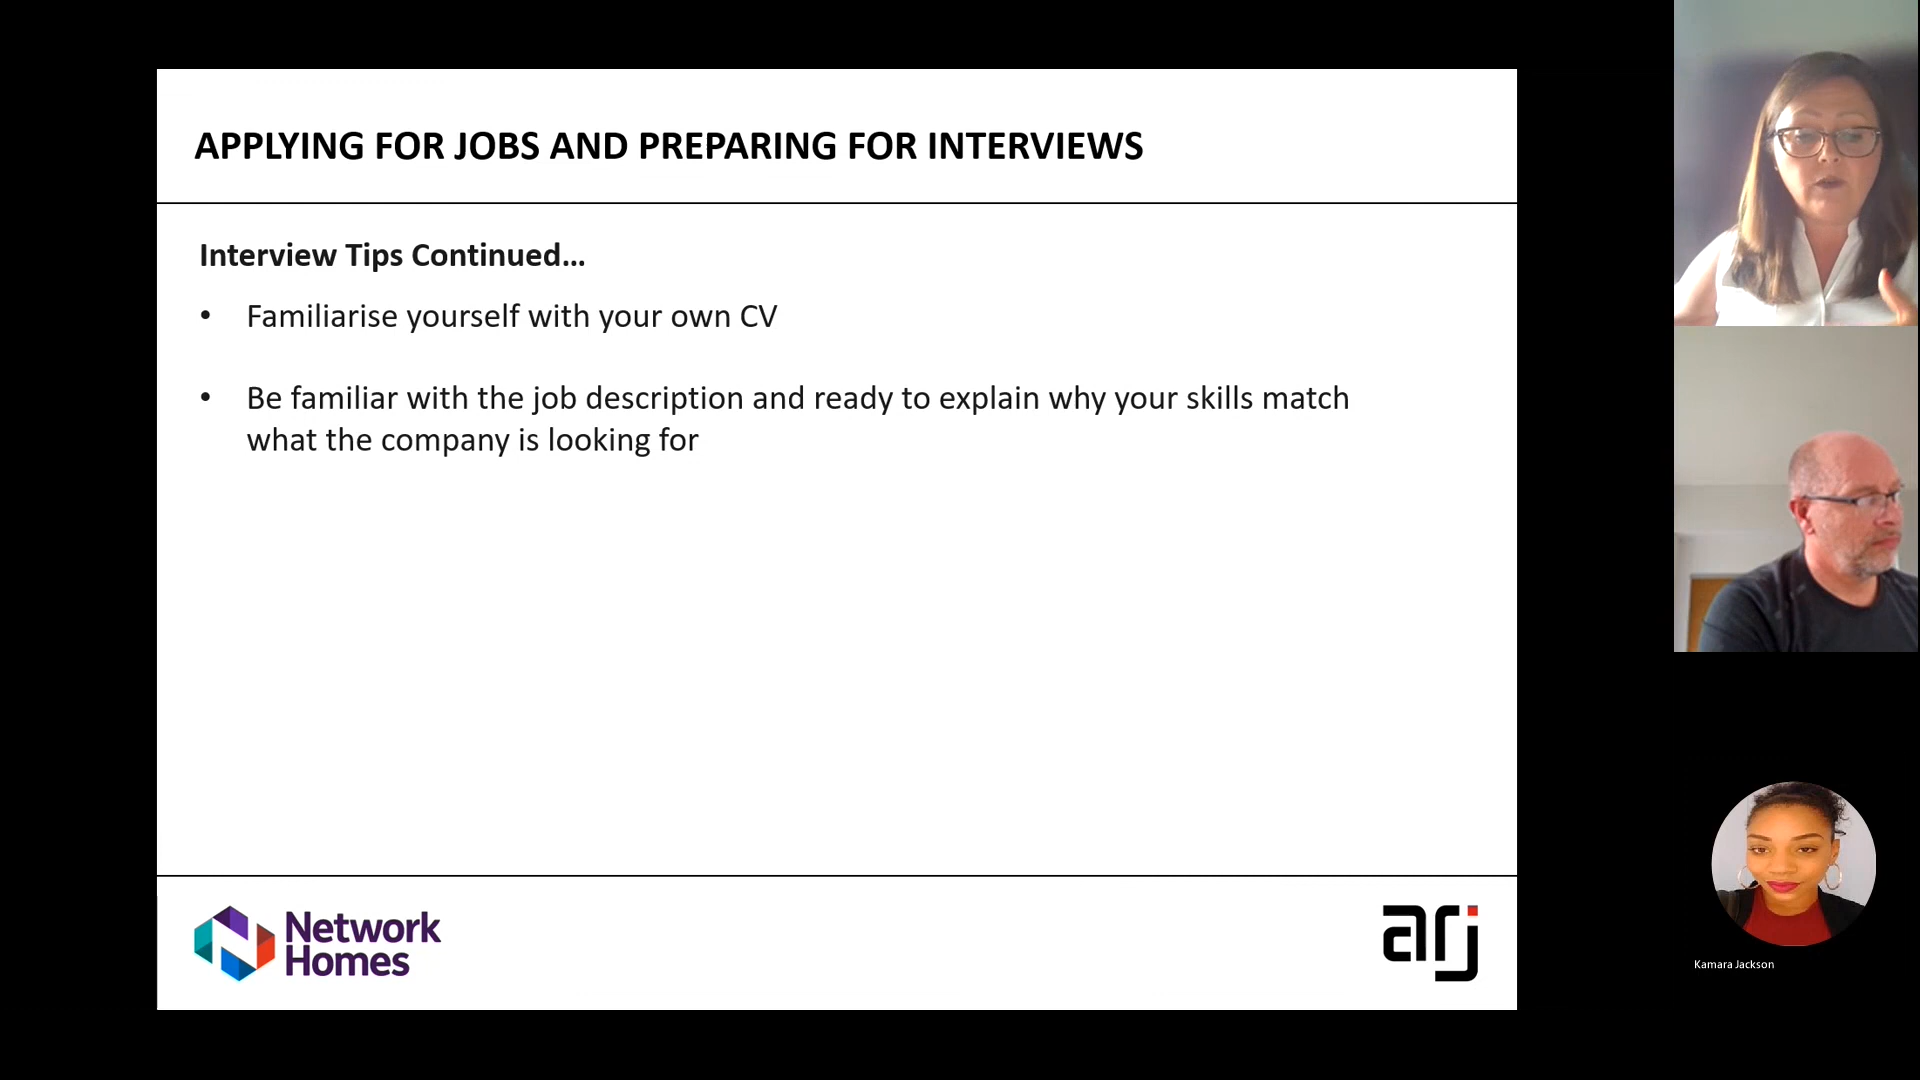 APPLYING FOR JOBS AND PREPARING FOR INTERVIEWS
Interview Tips Continued...
• Familiarise yourself with your own CV
• Be familiar with the job description and ready to explain why your skills match
what the company is looking for
Network
Homes
arj
Kamara Jackson